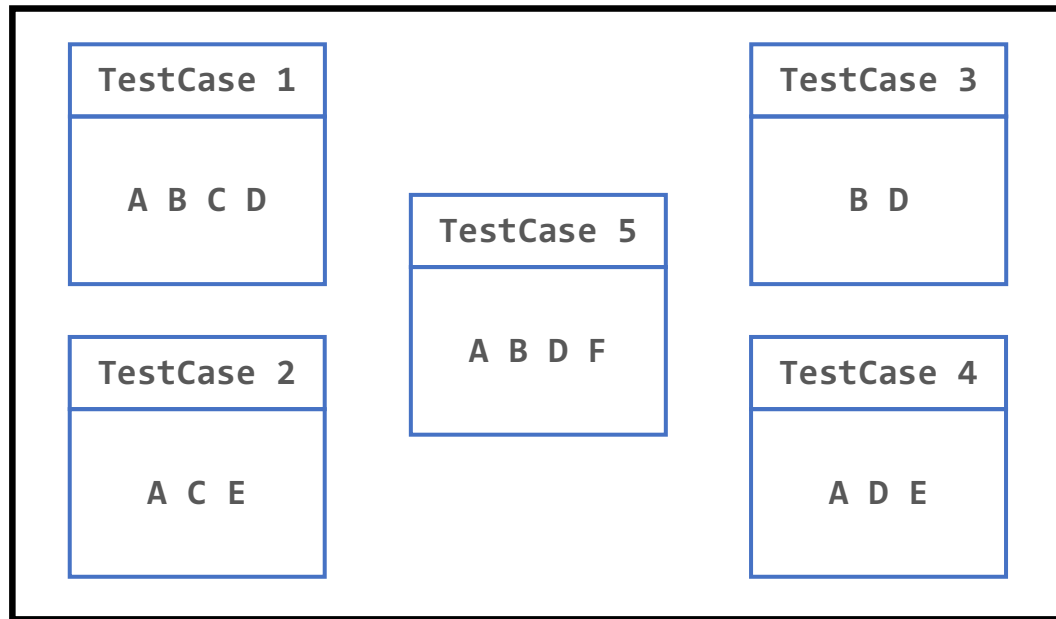 TestCase 1
A B C D
TestCase 2
A C E
TestCase 5
A B D F
TestCase 3
B D
TestCase 4
A D E